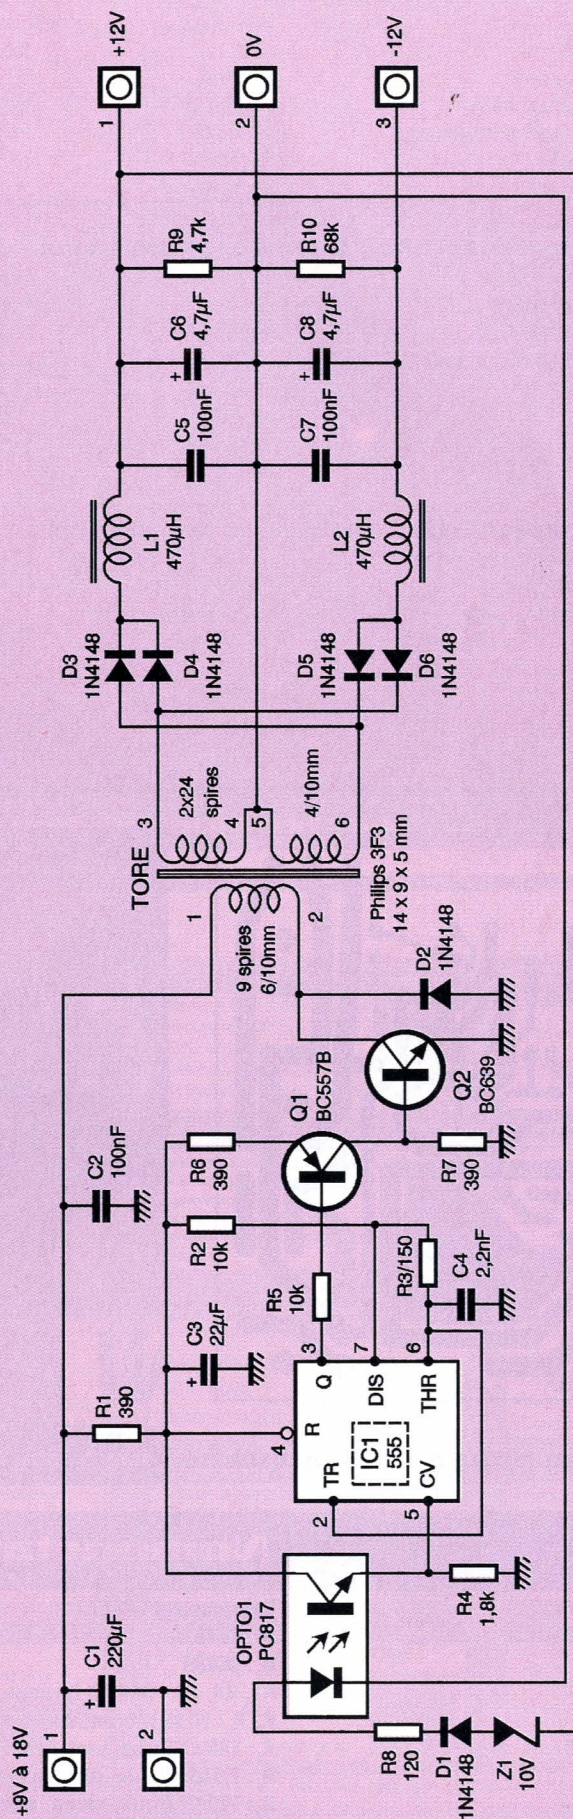 +9V à 18V
1
2
C1
220µF
OPTO1
PC817
R8
120
D1
1N4148
Z1
10V
R4
1,8k
R1
390
C3
22µF
4
R
TR
2
IC1
555
CV
5
Q
3
DIS
7
THR
6
R5
10k
R2
10k
R6
390
R3/150
C4
2,2nF
C2
100nF
Q1
BC557B
R7
390
Q2
BC639
D2
1N4148
TORE
1
9 spires
6/10mm
2
3
2x24
spires
4
5
4/10mm
6
Philips 3F3
14 x 9 x 5 mm
D3
1N4148
D4
1N4148
D5
1N4148
D6
1N4148
L1
470µH
L2
470µH
C5
100nF
C6
4,7µF
C7
100nF
C8
4,7µF
R9
4,7k
R10
68k
1
+12V
2
0V
3
-12V
+
+
+
+